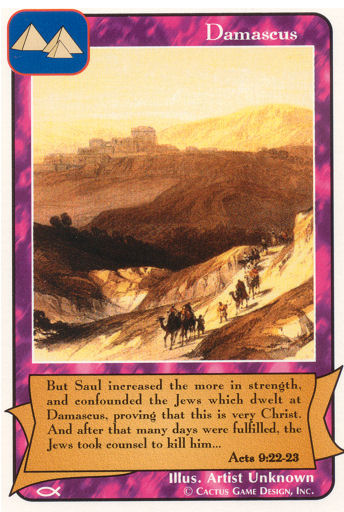 Damascus
But Saul increased the more in strength,
and confounded the Jews which dwelt at
Damascus, proving that this is very Christ.
And after that many days were fulfilled, the
Jews took counsel to kill him...
Acts 9:22-23
Illus. Artist Unknown
© Cactus Game Design, Inc.